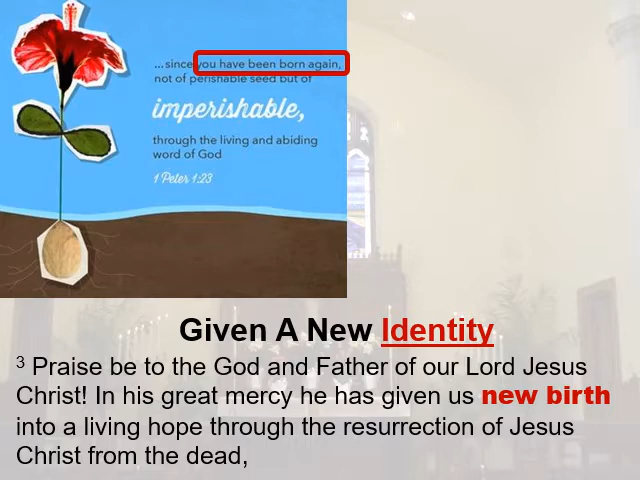 ...since you have been born again,
not of perishable seed but of
imperishable,
through the living and abiding
word of God
1 Peter 1:23
Given A New Identity
3 Praise be to the God and Father of our Lord Jesus
Christ! In his great mercy he has given us new birth
into a living hope through the resurrection of Jesus
Christ from the dead,